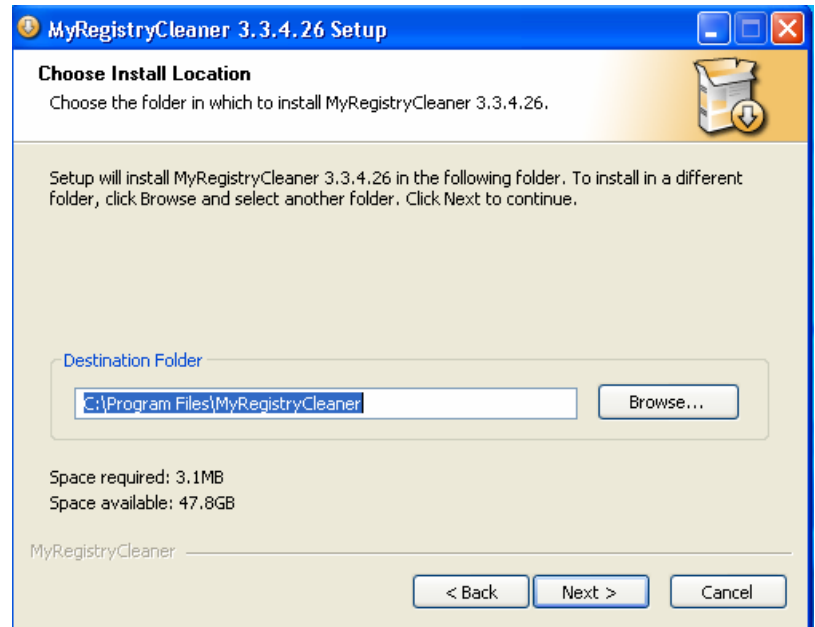 MyRegistryCleaner 3.3.4.26 Setup
Choose Install Location
Choose the folder in which to install MyRegistryCleaner 3.3.4.26.
Setup will install MyRegistryCleaner 3.3.4.26 in the following folder. To install in a different
folder, click Browse and select another folder. Click Next to continue.
Destination Folder
C:\Program Files\MyRegistryCleaner
Browse...
Space required: 3.1MB
Space available: 47.8GB
MyRegistryCleaner
< Back
Next >
Cancel